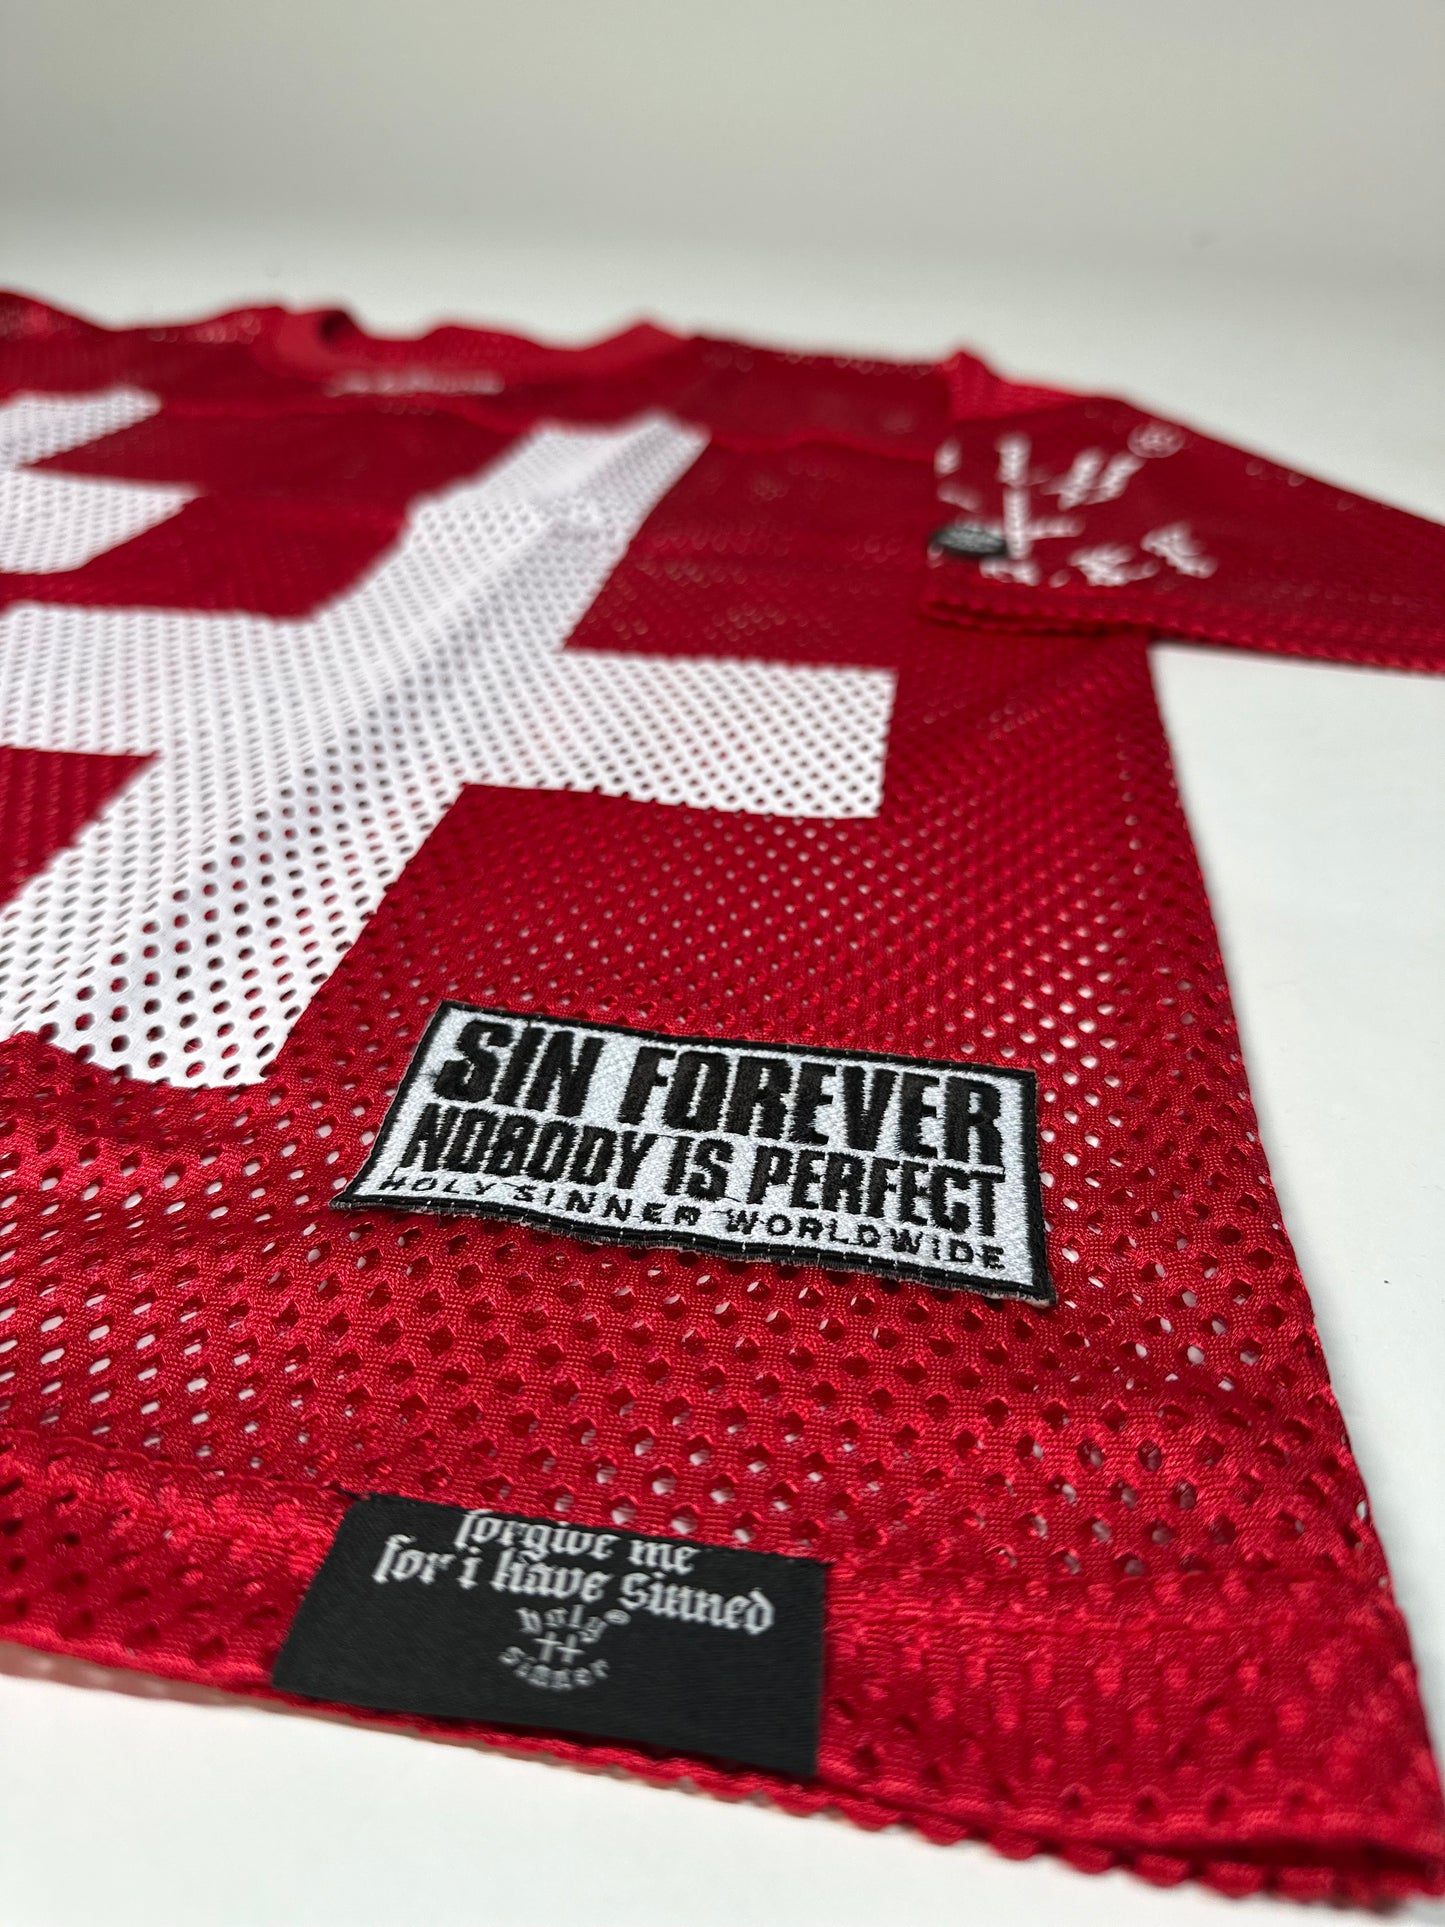 ®
SIN FOREVER
NOBODY IS PERFECT
HOLY SINNER WORLDWIDE
forgive me
for i have sinned
holy®
sinner